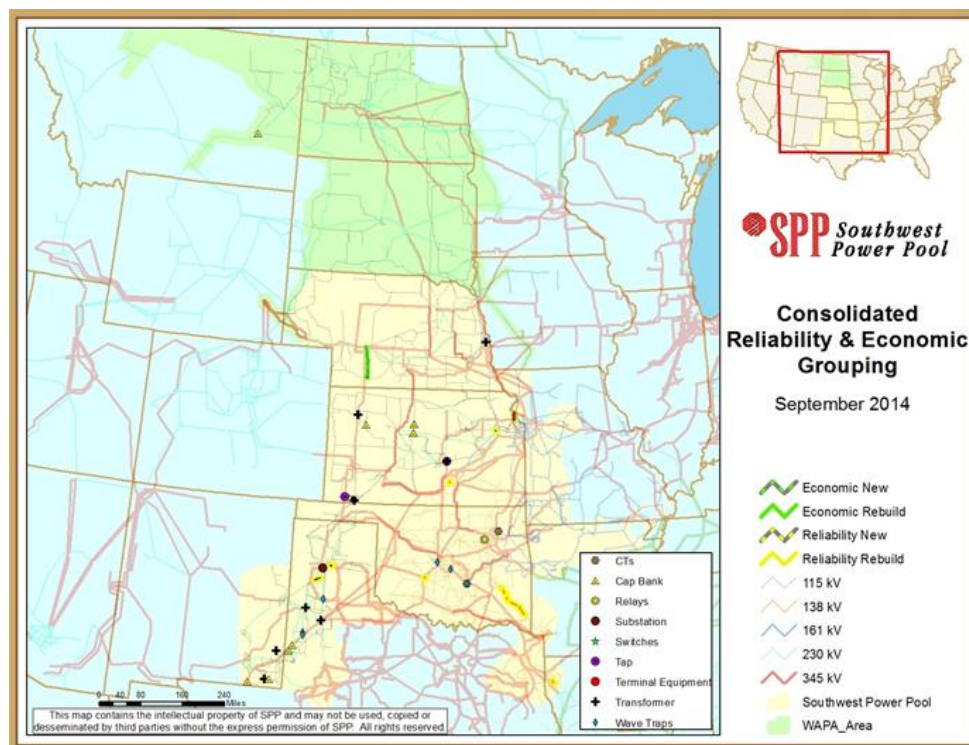 SPP Southwest
Power Pool
Consolidated
Reliability & Economic
Grouping
September 2014
Economic New
Economic Rebuild
Reliability New
Reliability Rebuild
115 kV
138 kV
161 kV
230 kV
345 kV
Southwest Power Pool
WAPA_Area
CTs
Cap Bank
Relays
Substation
Switches
Tap
Terminal Equipment
Transformer
Wave Traps
0 40 80 160 240
Miles
This map contains the intellectual property of SPP and may not be used, copied or
desseminated by third parties without the express permission of SPP. All rights reserved.